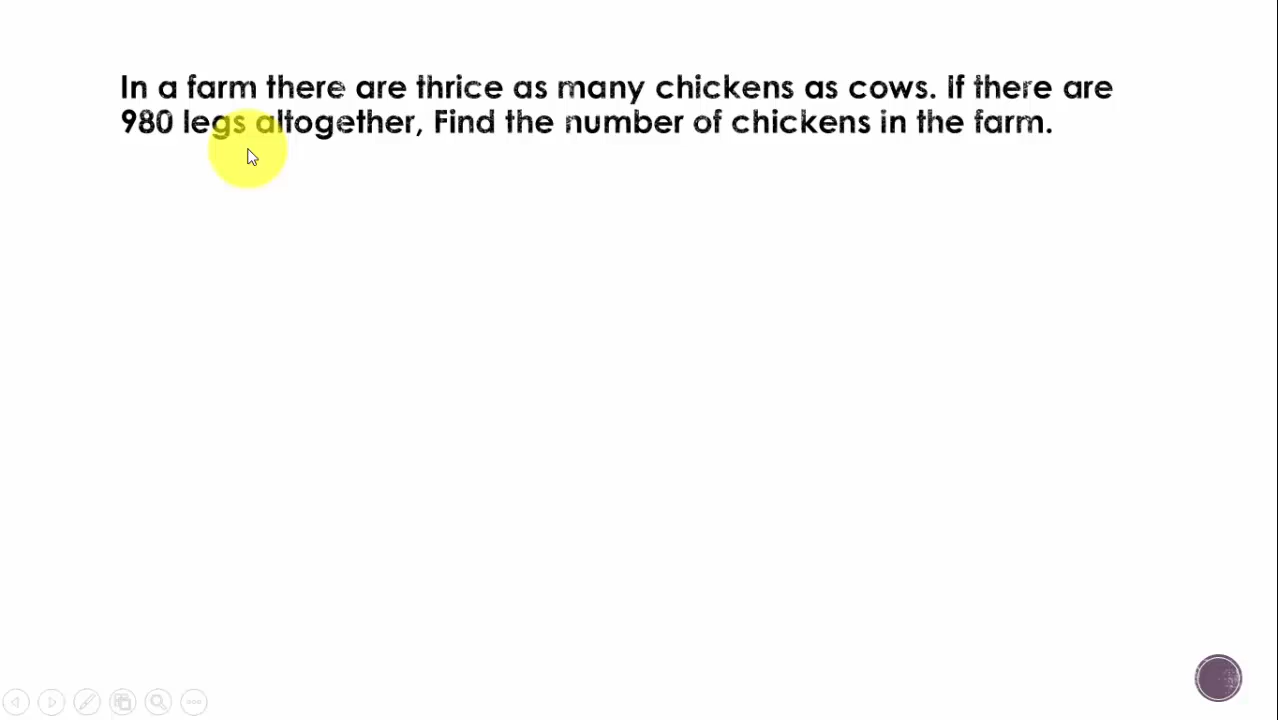 In a farm there are thrice as many chickens as cows. If there are
980 legs altogether, Find the number of chickens in the farm.